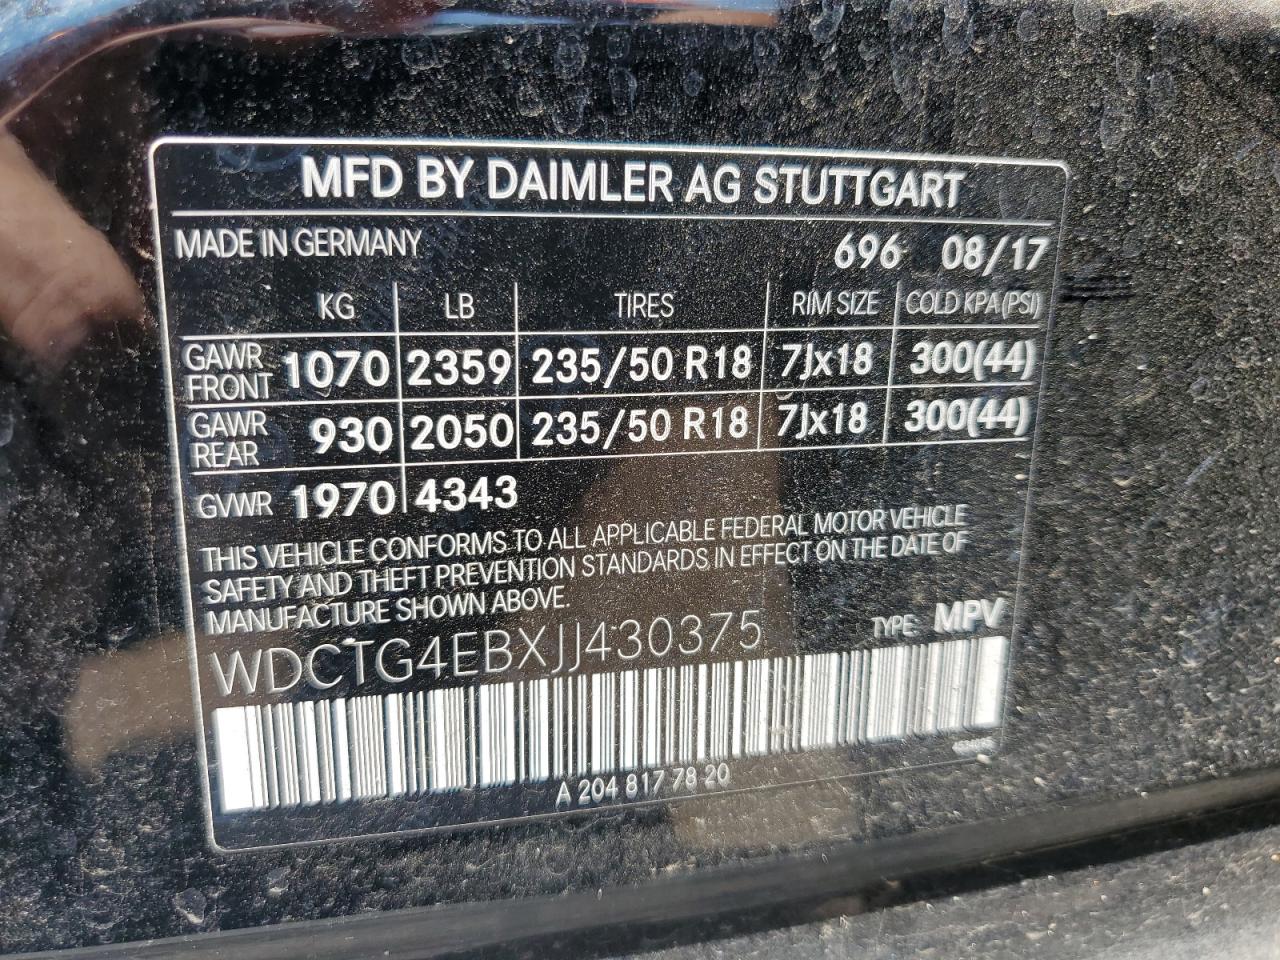 MFD BY DAIMLER AG STUTTGART
MADE IN GERMANY 696 08/17
KG LB TIRES RIM SIZE COLD KPA (PSI)
GAWR FRONT 1070 2359 235/50 R18 7Jx18 300(44)
GAWR REAR 930 2050 235/50 R18 7Jx18 300(44)
GVWR 1970 4343
THIS VEHICLE CONFORMS TO ALL APPLICABLE FEDERAL MOTOR VEHICLE
SAFETY AND THEFT PREVENTION STANDARDS IN EFFECT ON THE DATE OF
MANUFACTURE SHOWN ABOVE.
WDCTG4EBXJJ430375 TYPE MPV
A 204 817 78 20